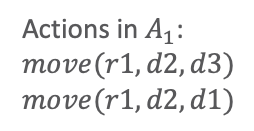 Actions in A₁:
move(r1, d2, d3)
move(r1, d2, d1)